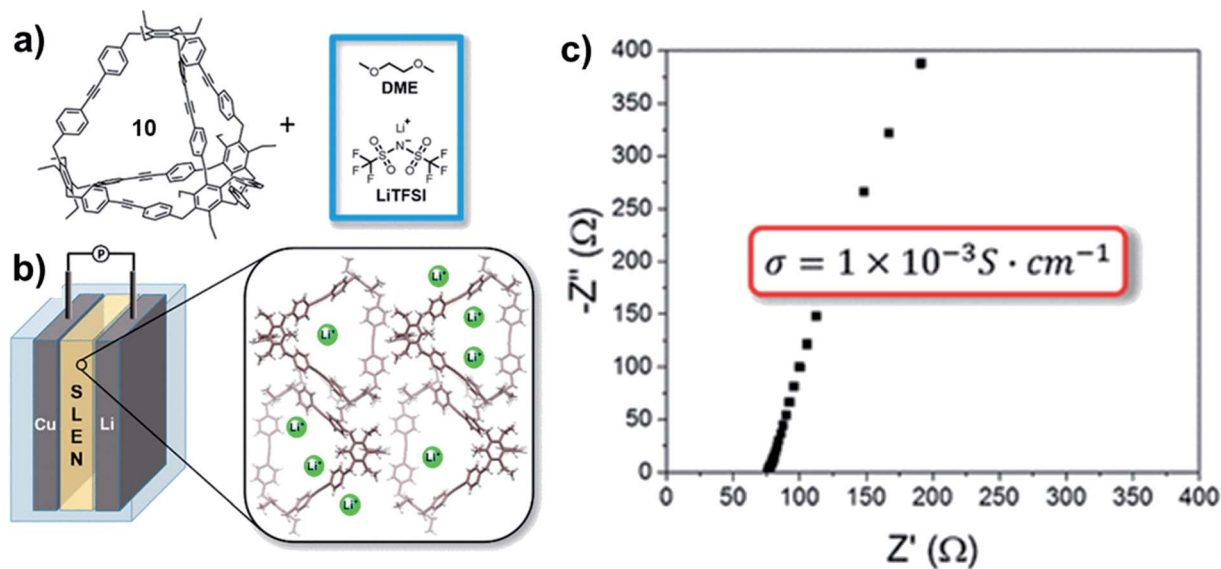 a)
10
+
DME
Li+
F F F S O O N− S O O F F F
LiTFSI
b)
P
Cu
SLEN
Li
Li+
Li+
Li+
Li+
Li+
Li+
Li+
Li+
c)
400
350
300
250
200
150
100
50
0
-Z'' (Ω)
σ = 1 × 10⁻³ S · cm⁻¹
0 50 100 150 200 250 300 350 400
Z' (Ω)